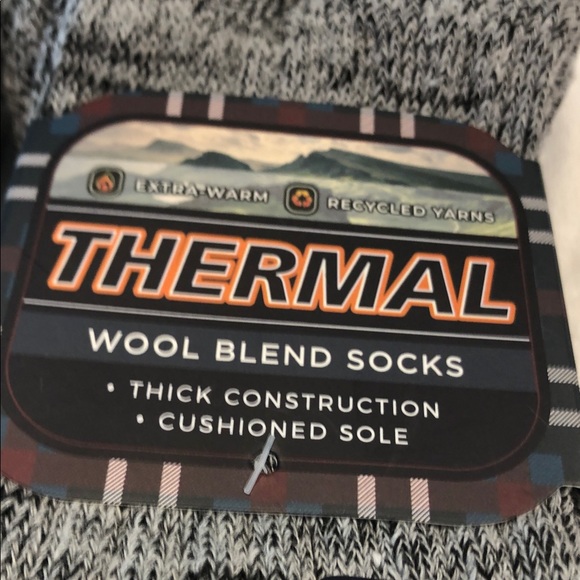 EXTRA-WARM RECYCLED YARNS
THERMAL
WOOL BLEND SOCKS
• THICK CONSTRUCTION
• CUSHIONED SOLE